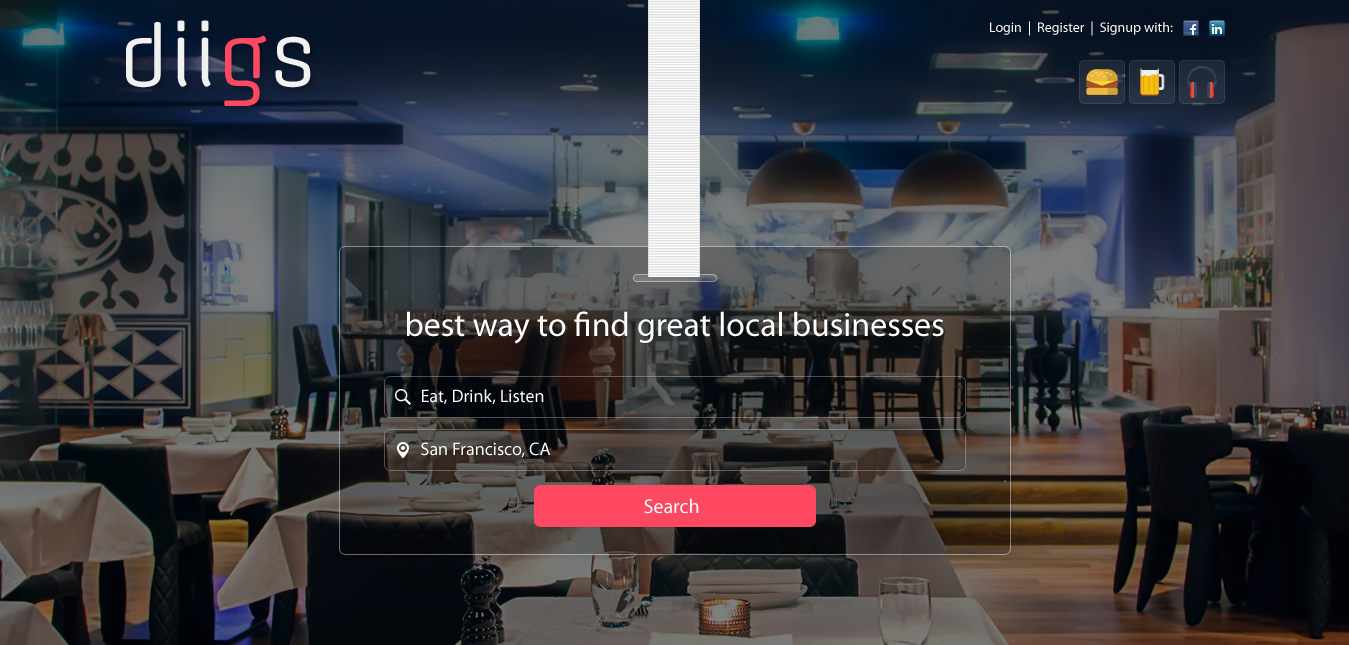 diigs
Login | Register | Signup with:
best way to find great local businesses
Eat, Drink, Listen
San Francisco, CA
Search